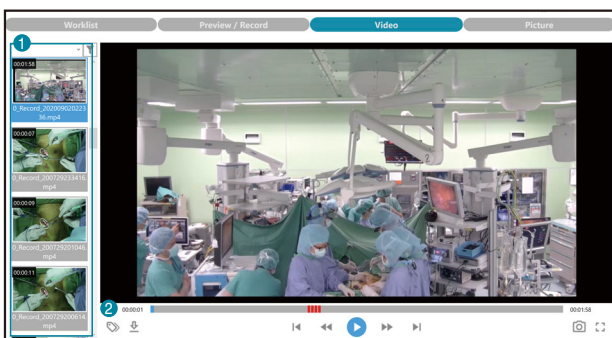 Worklist
Preview / Record
Video
Picture
1
00:01:58
0_Record_202009020223
36.mp4
00:00:07
0_Record_200729233416.
mp4
00:00:09
0_Record_200729201046.
mp4
00:00:11
0_Record_200729200614.
mp4
2
00:00:01
00:01:58